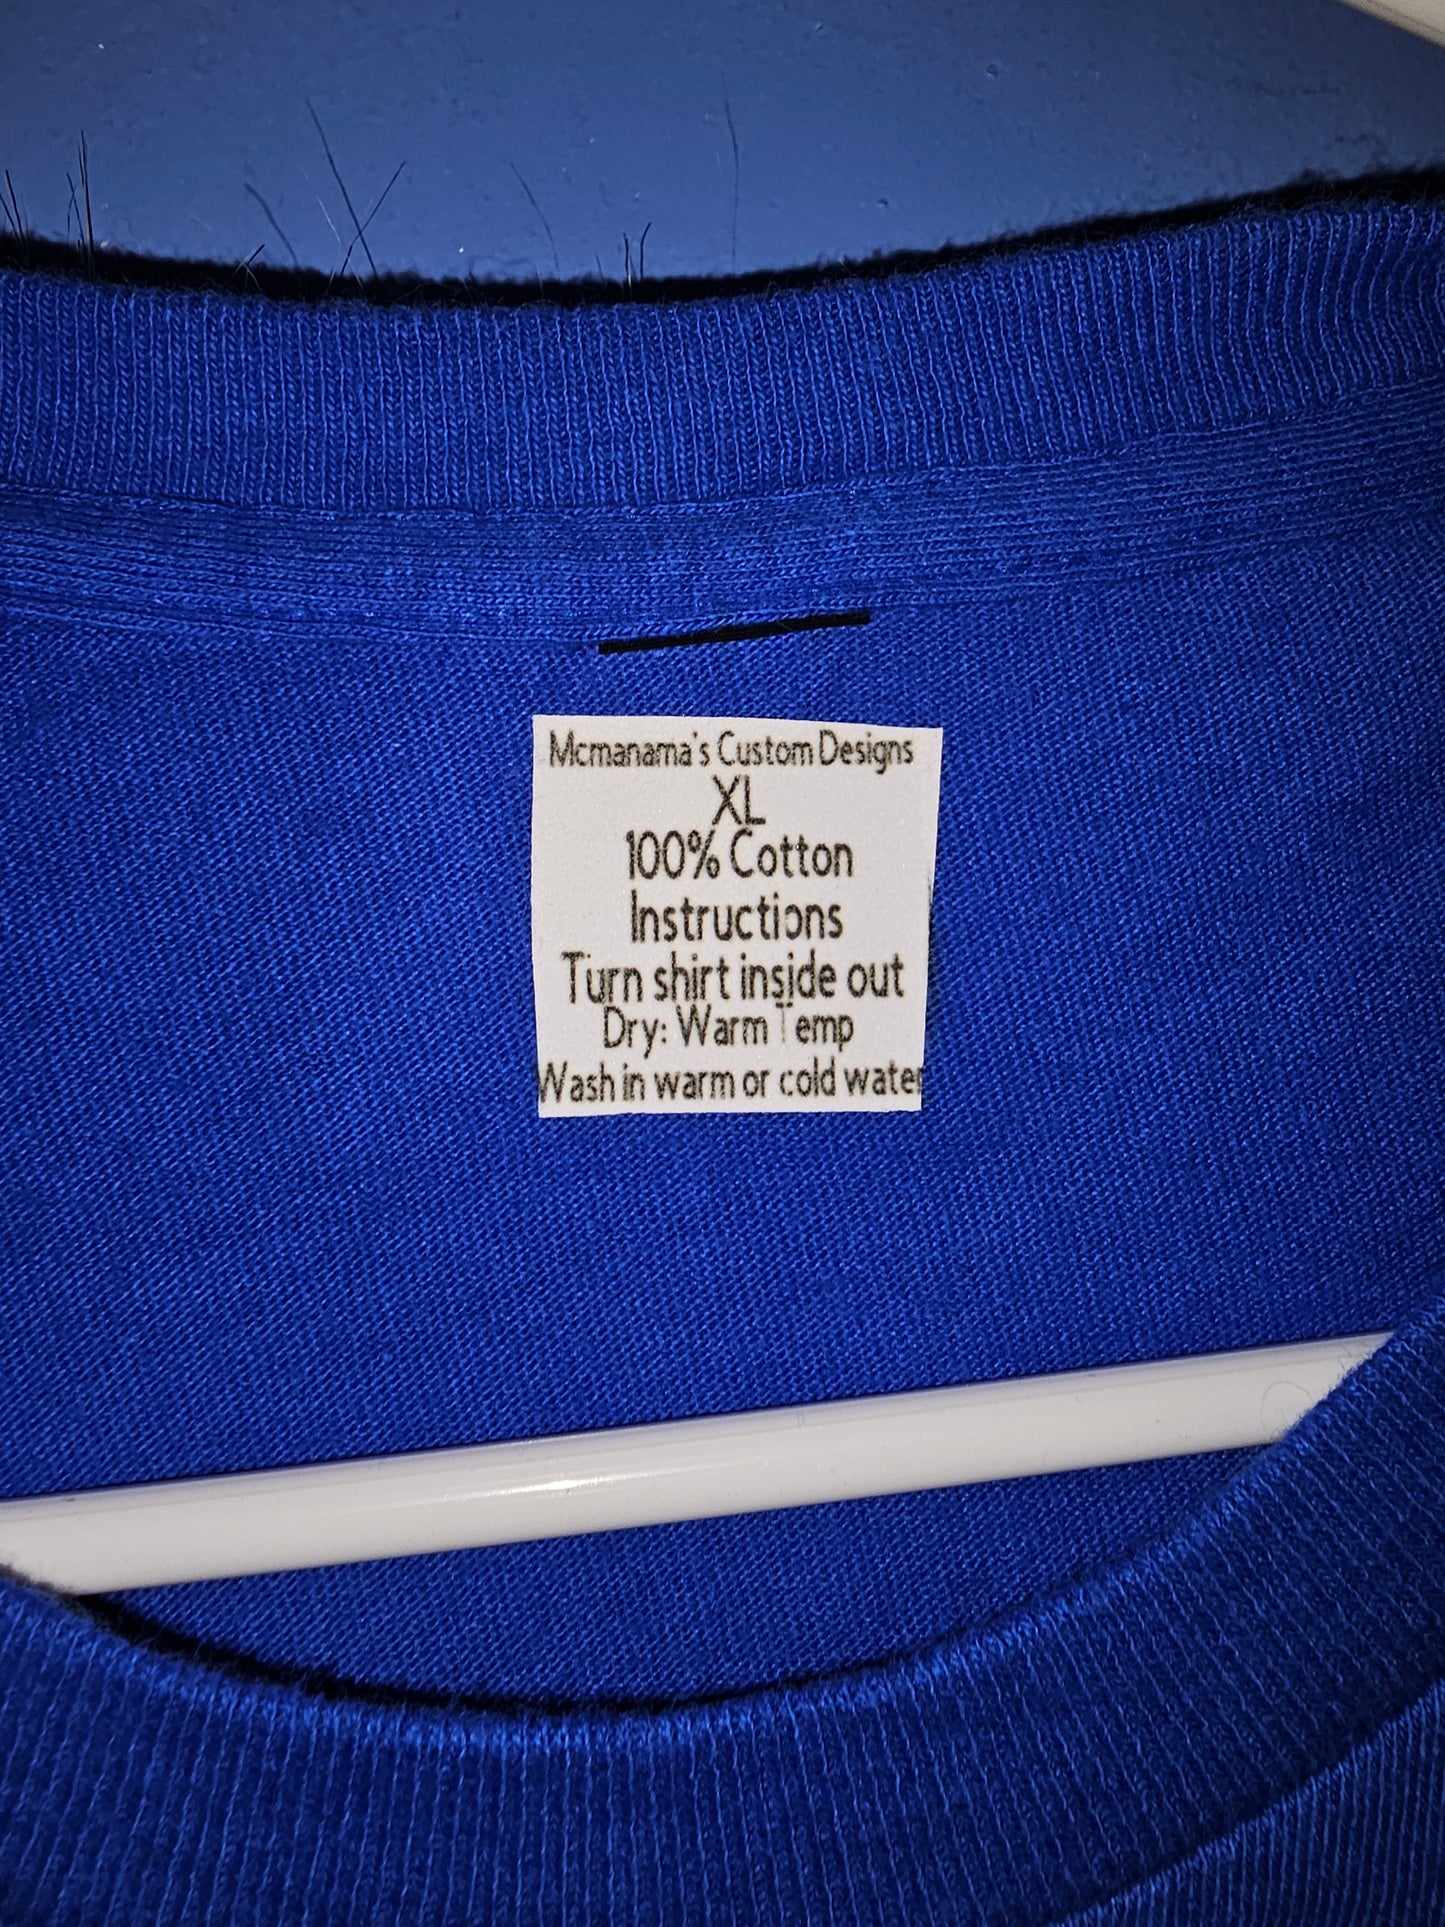 Mcmanama's Custom Designs
XL
100% Cotton
Instructions
Turn shirt inside out
Dry: Warm Temp
Wash in warm or cold water